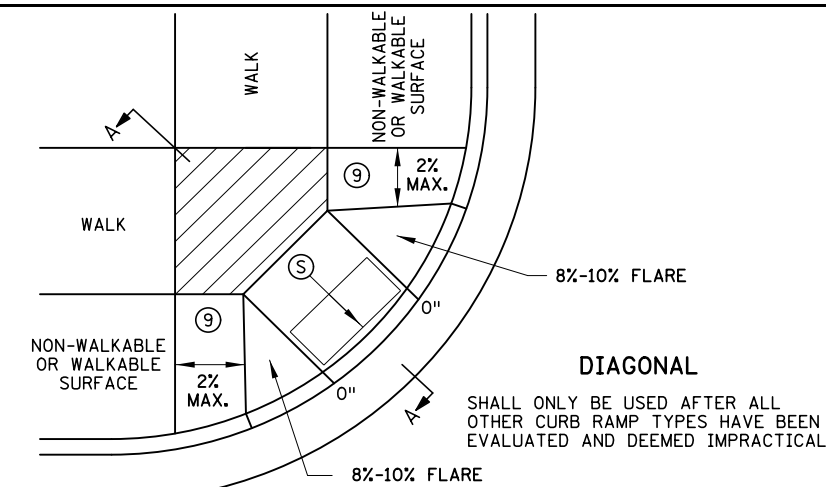 WALK
NON-WALKABLE
OR WALKABLE
SURFACE
A
9
2%
MAX.
WALK
S
8%-10% FLARE
0"
9
NON-WALKABLE
OR WALKABLE
SURFACE
2%
MAX.
0"
A
DIAGONAL
SHALL ONLY BE USED AFTER ALL
OTHER CURB RAMP TYPES HAVE BEEN
EVALUATED AND DEEMED IMPRACTICAL
8%-10% FLARE